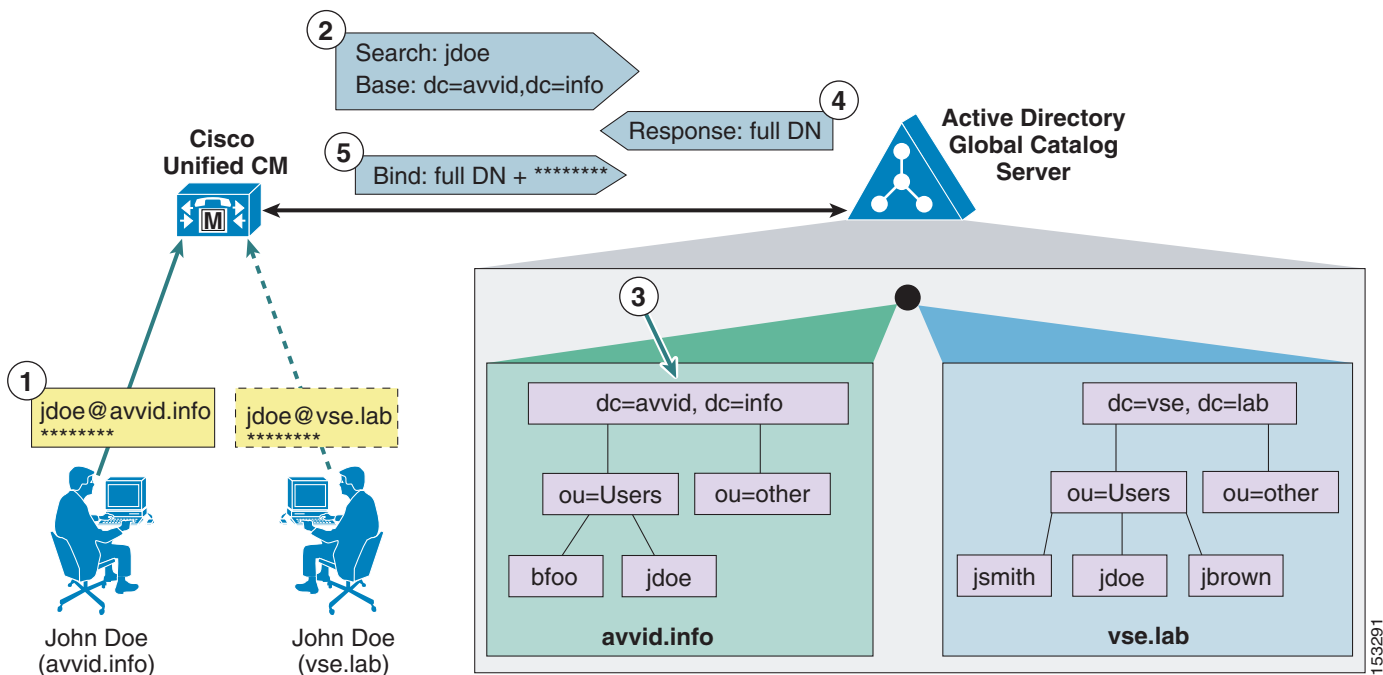 2
Search: jdoe
Base: dc=avvid,dc=info
4
Response: full DN
Active Directory
Global Catalog
Server
Cisco
Unified CM
5
Bind: full DN + ********
M
3
1
jdoe@avvid.info
********
jdoe@vse.lab
********
dc=avvid, dc=info
ou=Users
ou=other
bfoo
jdoe
avvid.info
dc=vse, dc=lab
ou=Users
ou=other
jsmith
jdoe
jbrown
vse.lab
John Doe
(avvid.info)
John Doe
(vse.lab)
153291